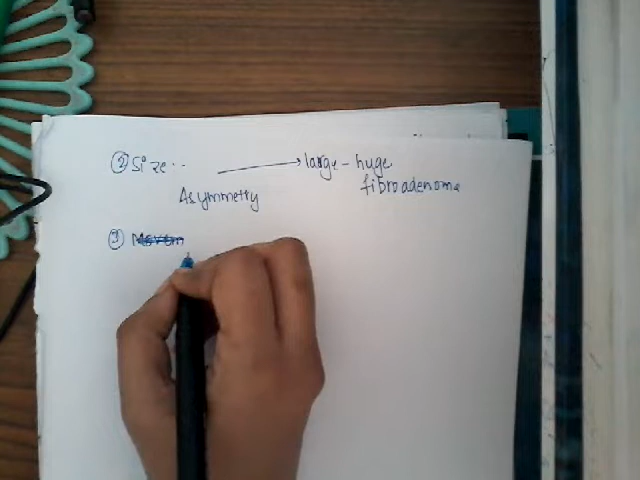 ② Size.. → large - huge
Asymmetry fibroadenoma
③